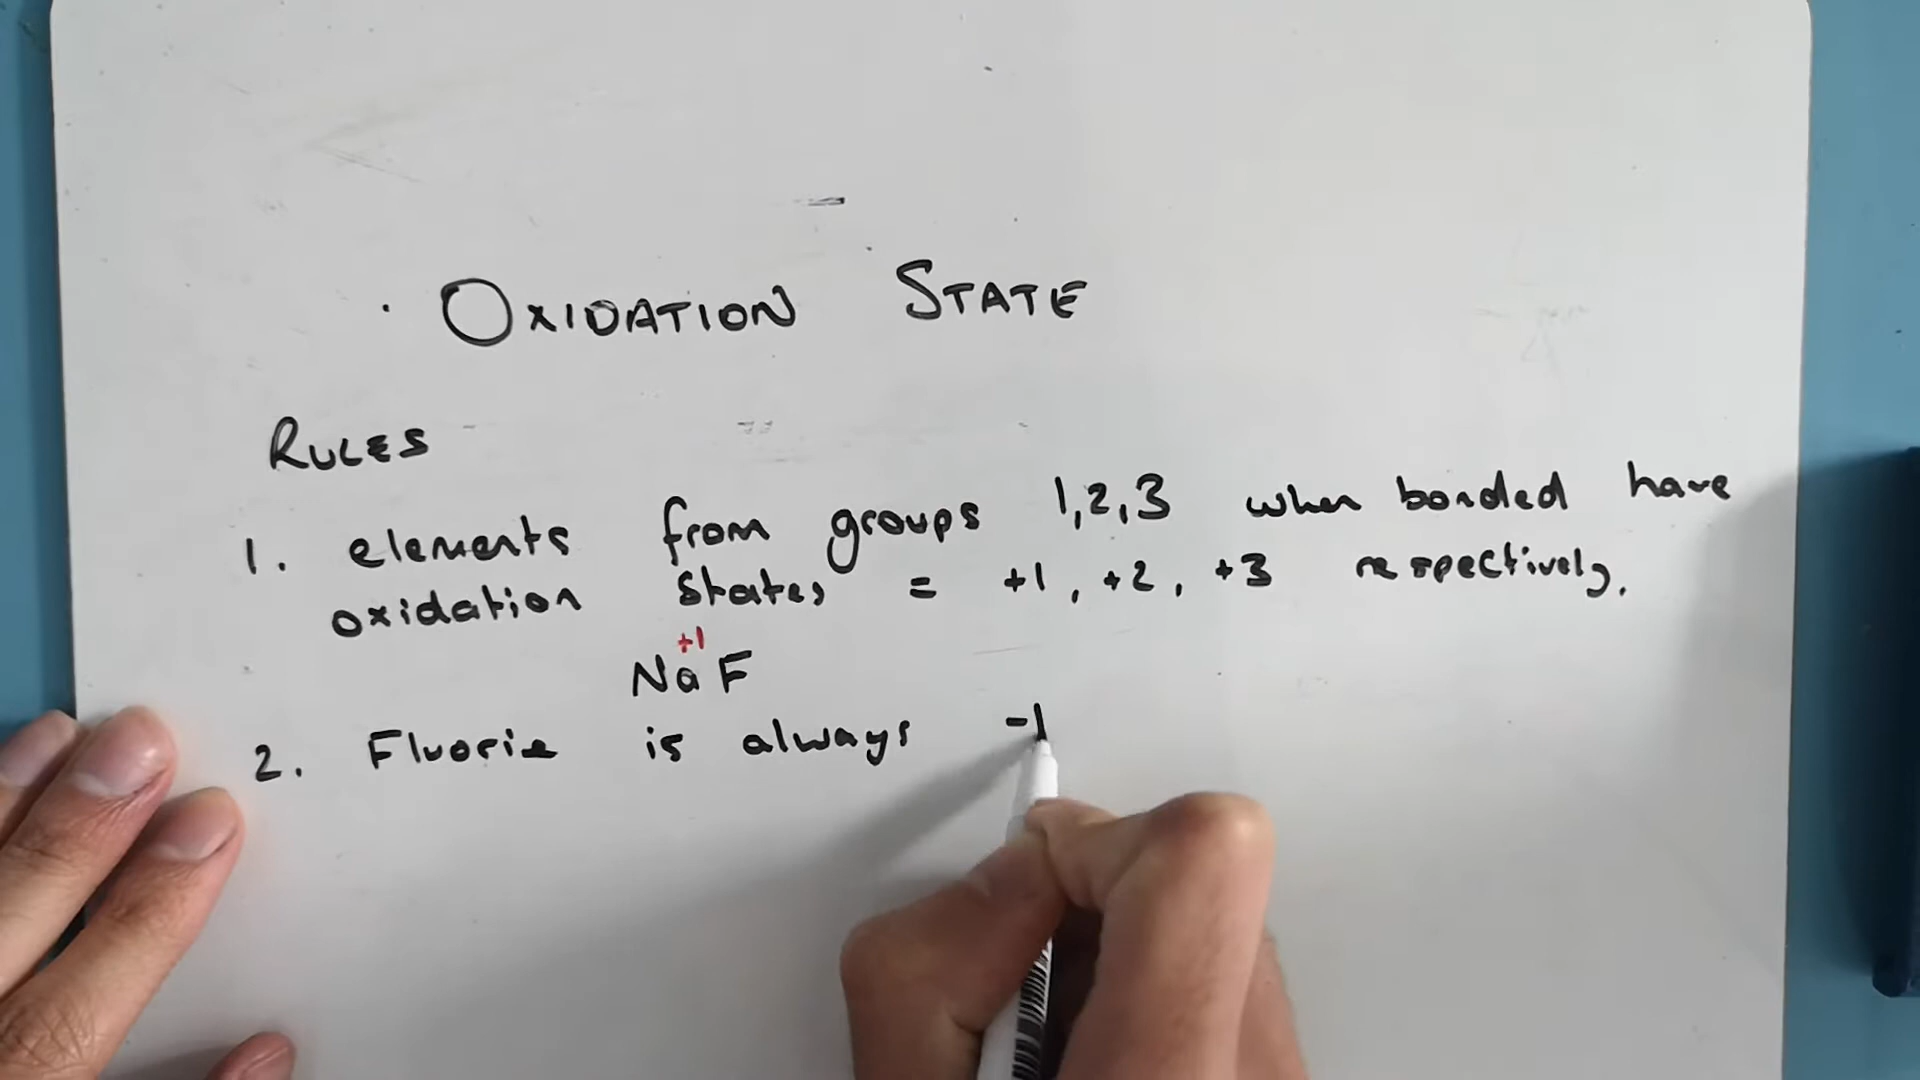 OXIDATION STATE
RULES
1. elements from groups 1,2,3 when bonded have
oxidation states = +1, +2, +3 respectively.
+1
NaF
2. Fluorie is always -1